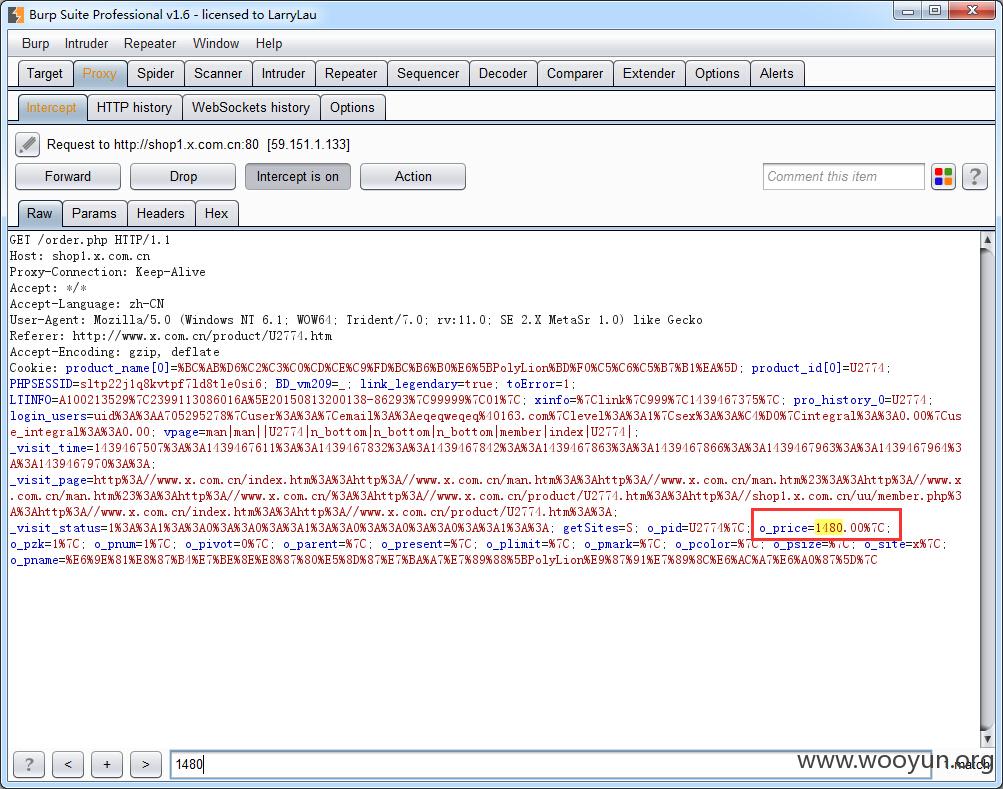 Burp Suite Professional v1.6 - licensed to LarryLau
Burp Intruder Repeater Window Help
Target Proxy Spider Scanner Intruder Repeater Sequencer Decoder Comparer Extender Options Alerts
Intercept HTTP history WebSockets history Options
Request to http://shop1.x.com.cn:80 [59.151.1.133]
Forward Drop Intercept is on Action Comment this item ?
Raw Params Headers Hex
GET /order.php HTTP/1.1
Host: shop1.x.com.cn
Proxy-Connection: Keep-Alive
Accept: */*
Accept-Language: zh-CN
User-Agent: Mozilla/5.0 (Windows NT 6.1; WOW64; Trident/7.0; rv:11.0; SE 2.X MetaSr 1.0) like Gecko
Referer: http://www.x.com.cn/product/U2774.htm
Accept-Encoding: gzip, deflate
Cookie: product_name[0]=%BC%AB%D6%C2%C3%C0%CD%CE%C9%FD%BC%B6%B0%E6%5BPolyLion%BD%F0%C5%C6%C5%B7%B1%EA%5D; product_id[0]=U2774;
PHPSESSID=sltp22j1q8kvtpf7ld8tle0si6; BD_vm209=_; link_legendary=true; toError=1;
LTINFO=A100213529%7C2399113086016A%5E20150813200138-86293%7C99999%7C01%7C; xinfo=%7Clink%7C999%7C1439467375%7C; pro_history_0=U2774;
login_users=uid%3A%3AA705295278%7Cuser%3A%3A%7Cemail%3A%3Aeqeqweqeq%40163.com%7Clevel%3A%3A1%7Csex%3A%3A%C4%D0%7Cintegral%3A%3A0.00%7Cus
e_integral%3A%3A0.00; vpage=man|man||U2774|n_bottom|n_bottom|n_bottom|member|index|U2774|;
_visit_time=1439467507%3A%3A1439467611%3A%3A1439467832%3A%3A1439467842%3A%3A1439467866%3A%3A1439467963%3A%3A1439467964%3
A%3A1439467970%3A%3A;
_visit_page=http%3A//www.x.com.cn/index.htm%3A%3Ahttp%3A//www.x.com.cn/man.htm%3A%3Ahttp%3A//www.x.com.cn/man.htm%23%3A%3Ahttp%3A//www.x
.com.cn/man.htm%23%3A%3Ahttp%3A//www.x.com.cn/%3A%3Ahttp%3A//www.x.com.cn/product/U2774.htm%3A%3Ahttp%3A//shop1.x.com.cn/uu/member.php%3
A%3Ahttp%3A//www.x.com.cn/index.htm%3A%3Ahttp%3A//www.x.com.cn/product/U2774.htm%3A%3A;
_visit_status=1%3A%3A1%3A%3A0%3A%3A0%3A%3A1%3A%3A0%3A%3A0%3A%3A0%3A%3A1%3A%3A; getSites=S; o_pid=U2774%7C; o_price=1480.00%7C;
o_pzk=1%7C; o_pnum=1%7C; o_pivot=0%7C; o_parent=%7C; o_present=%7C; o_plimit=%7C; o_pmark=%7C; o_pcolor=%7C; o_psize=%7C; o_site=x%7C;
o_pname=%E6%9E%81%E8%87%B4%E7%BE%8E%E8%87%80%E5%8D%87%E7%BA%A7%E7%89%88%5BPolyLion%E9%87%91%E7%89%8C%E6%AC%A7%E6%A0%87%5D%7C
? < + > 1480 1 match
www.wooyun.org